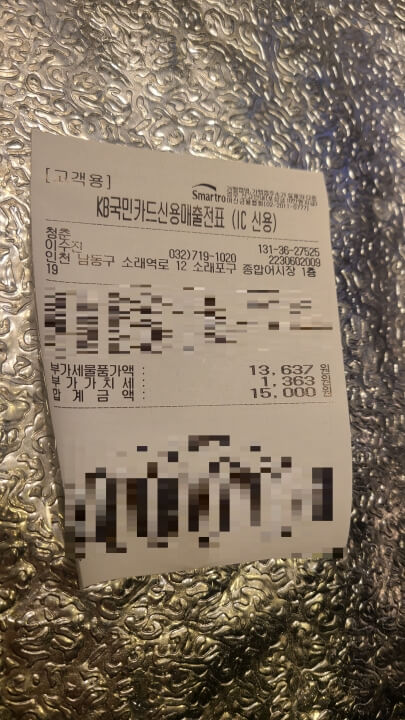 [고객용]
Smartro
KB국민카드신용매출전표 (IC 신용)
청춘 131-36-27525
이수진 032)719-1020 2230602009
인천 남동구 소래역로 12 소래포구 종합어시장 1층
19
부가세물품가액 : 13,637 원
부 가 가 치 세 : 1,363 원
합 계 금 액 : 15,000 원